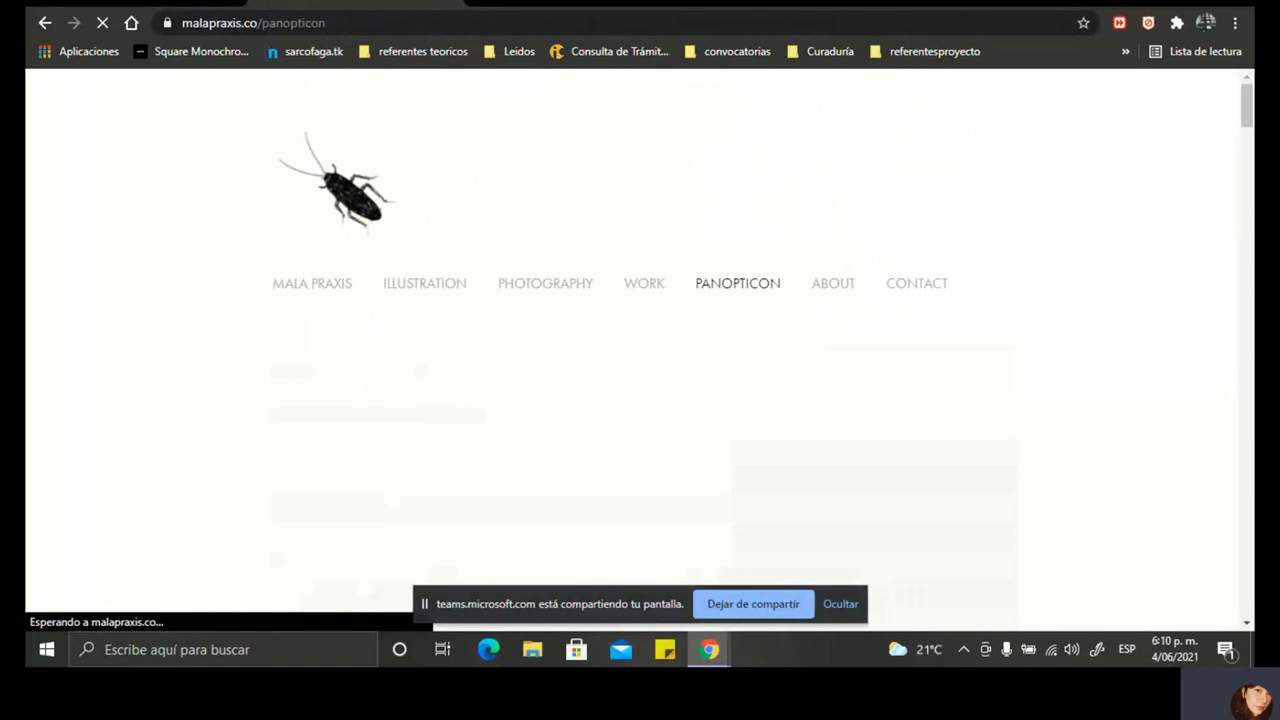 malapraxis.co/panopticon
Aplicaciones Square Monochro... sarcofaga.tk referentes teoricos Leidos Consulta de Trámit... convocatorias Curaduría referentesproyecto » Lista de lectura
MALA PRAXIS ILLUSTRATION PHOTOGRAPHY WORK PANOPTICON ABOUT CONTACT
teams.microsoft.com está compartiendo tu pantalla. Dejar de compartir Ocultar
Esperando a malapraxis.co...
Escribe aquí para buscar 21°C ESP 6:10 p. m.
4/06/2021 1